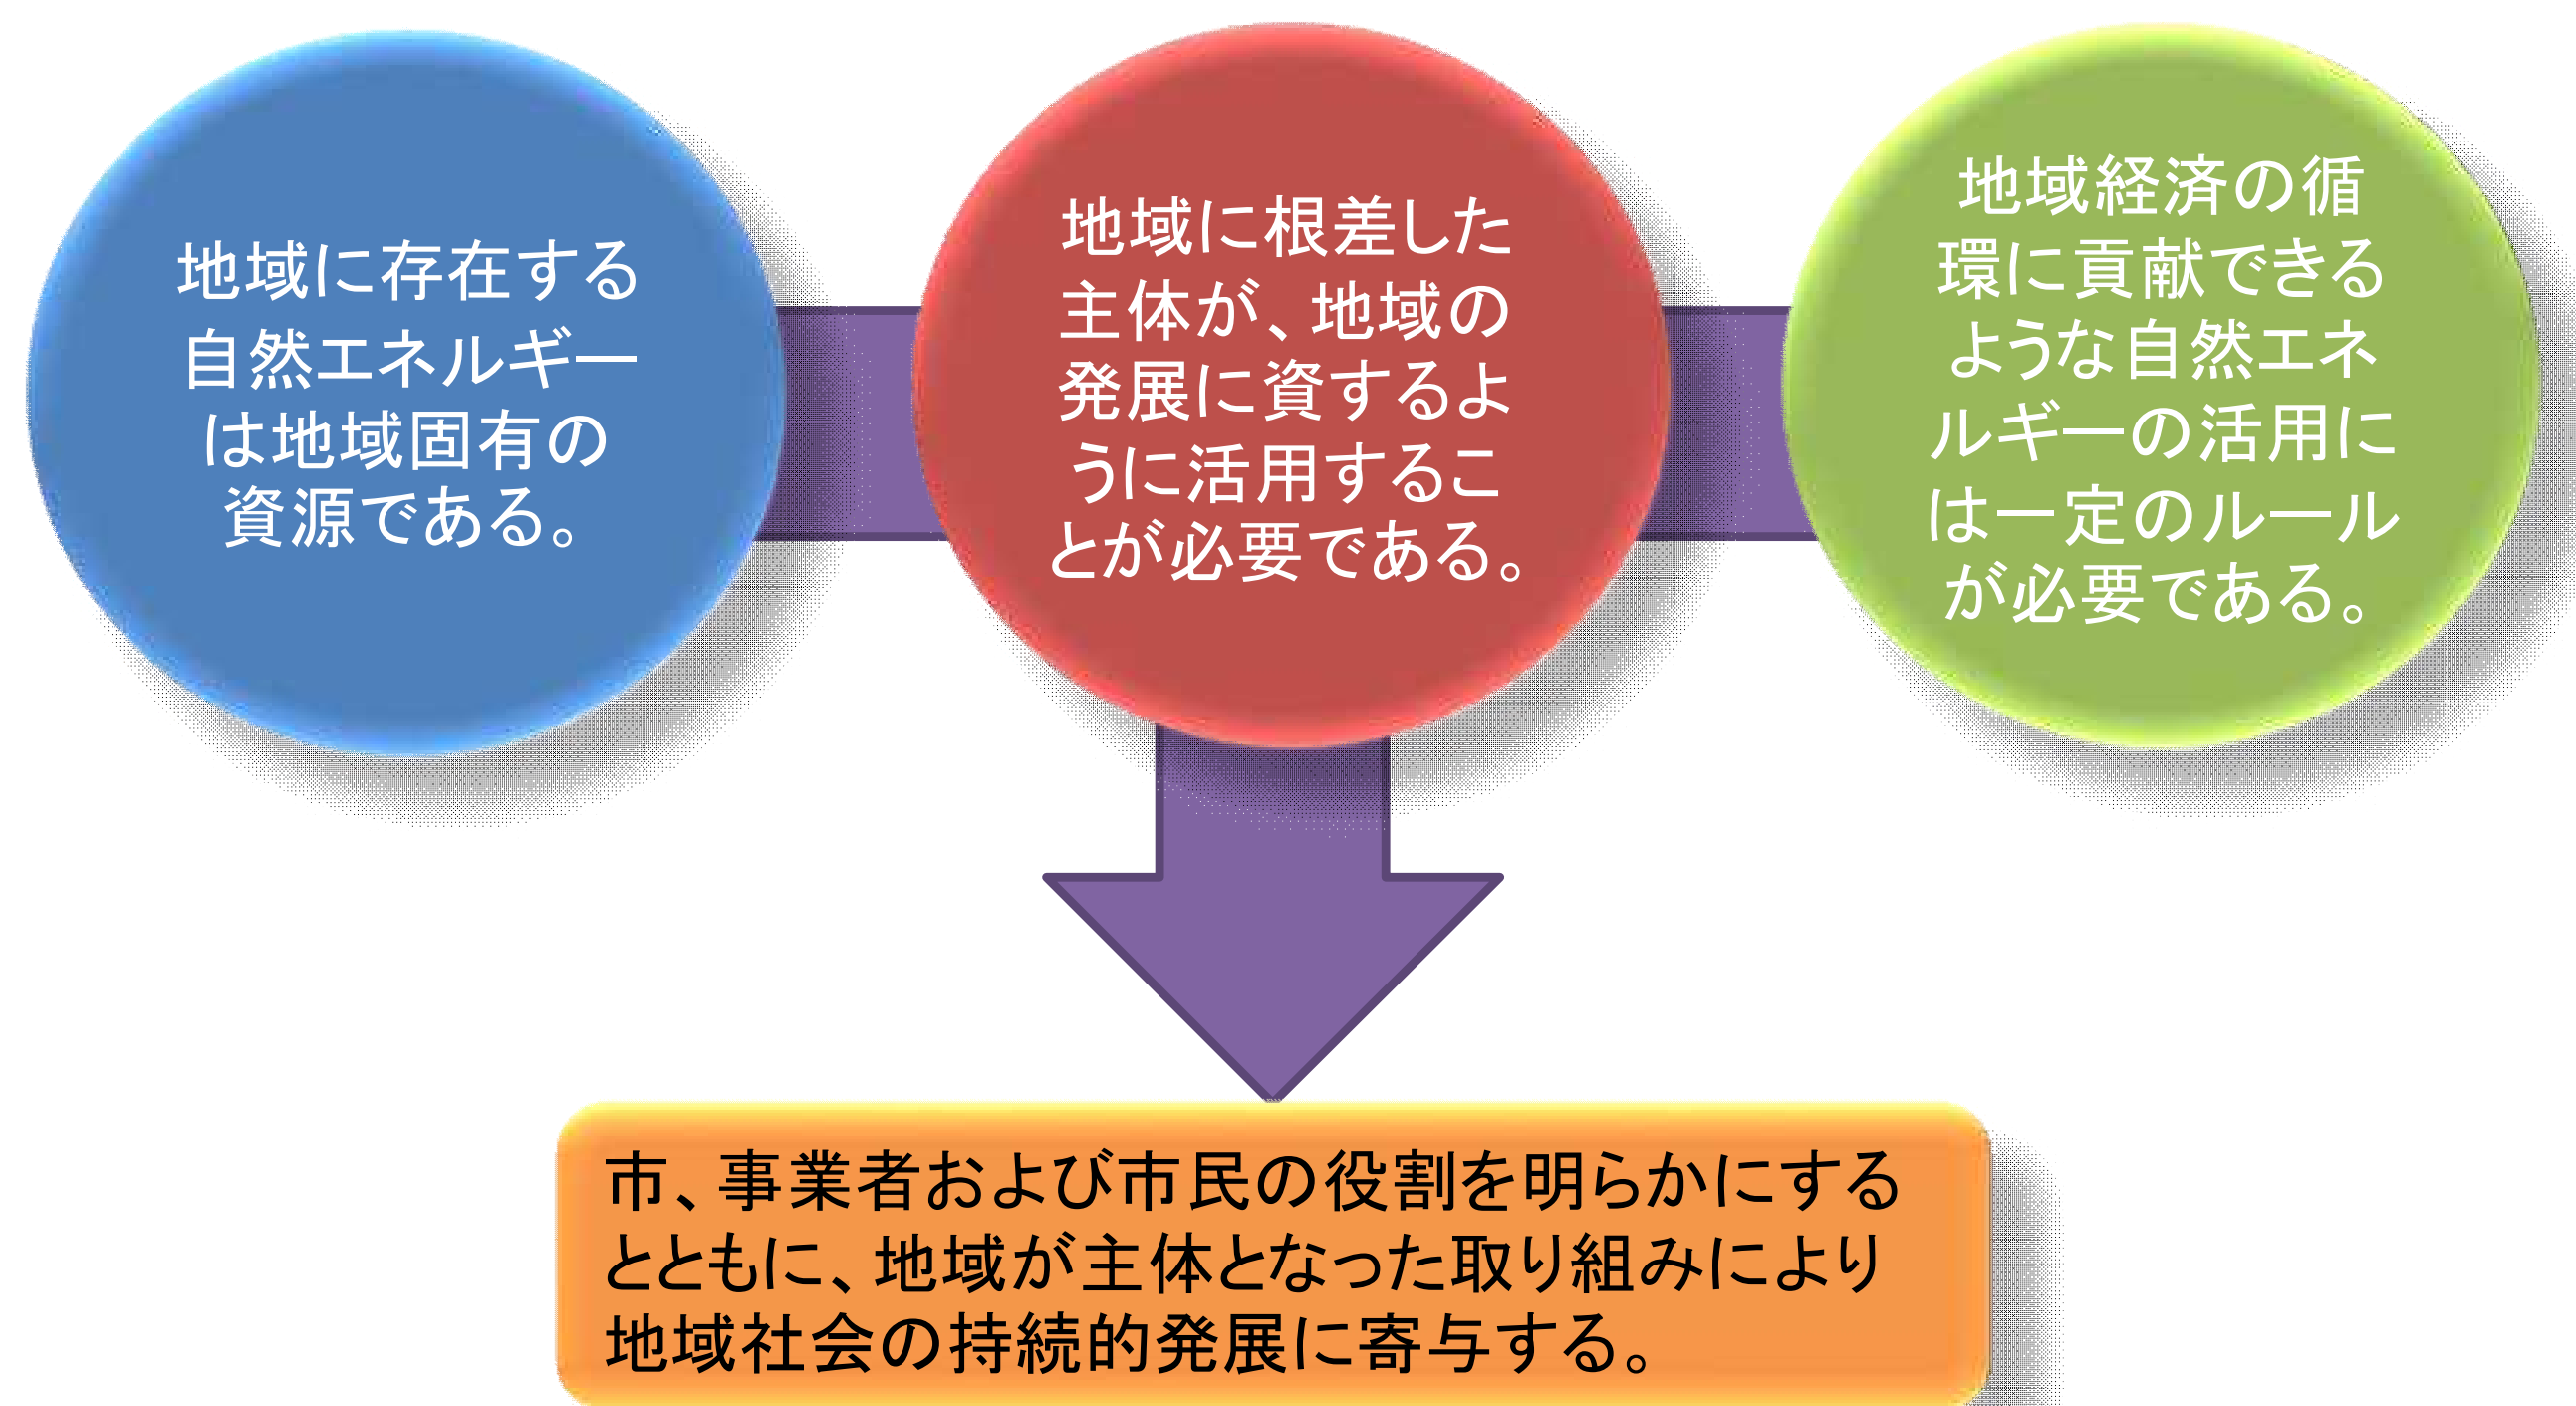 地域に存在する
自然エネルギー
は地域固有の
資源である。
地域に根差した
主体が、地域の
発展に資するよ
うに活用するこ
とが必要である。
地域経済の循
環に貢献できる
ような自然エネ
ルギーの活用に
は一定のルール
が必要である。
市、事業者および市民の役割を明らかにする
とともに、地域が主体となった取り組みにより
地域社会の持続的発展に寄与する。